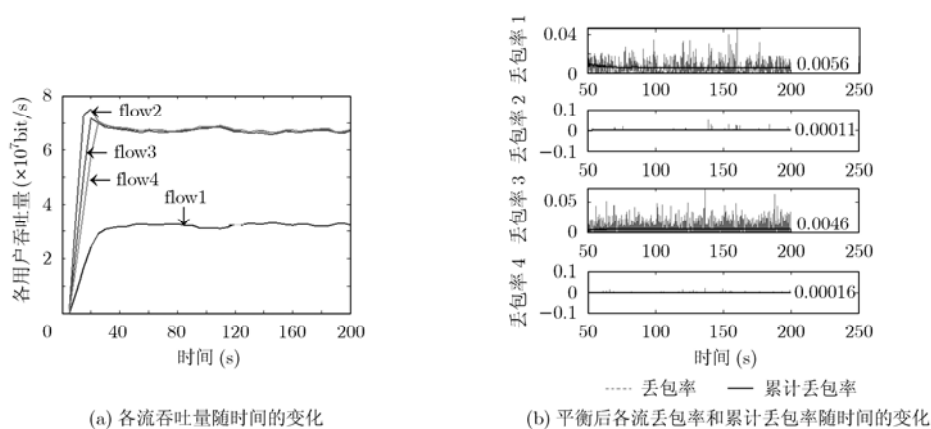 各用户吞吐量 (×10⁷bit/s)
8
6
4
2
0
40
80
120
160
200
flow2
flow3
flow4
flow1
时间 (s)
(a) 各流吞吐量随时间的变化
丢包率 1
0.04
0
0.0056
50
100
150
200
250
丢包率 2
0.1
0
−0.1
0.00011
50
100
150
200
250
丢包率 3
0.05
0
0.0046
50
100
150
200
250
丢包率 4
0.1
0
−0.1
0.00016
50
100
150
200
250
时间 (s)
丢包率
累计丢包率
(b) 平衡后各流丢包率和累计丢包率随时间的变化